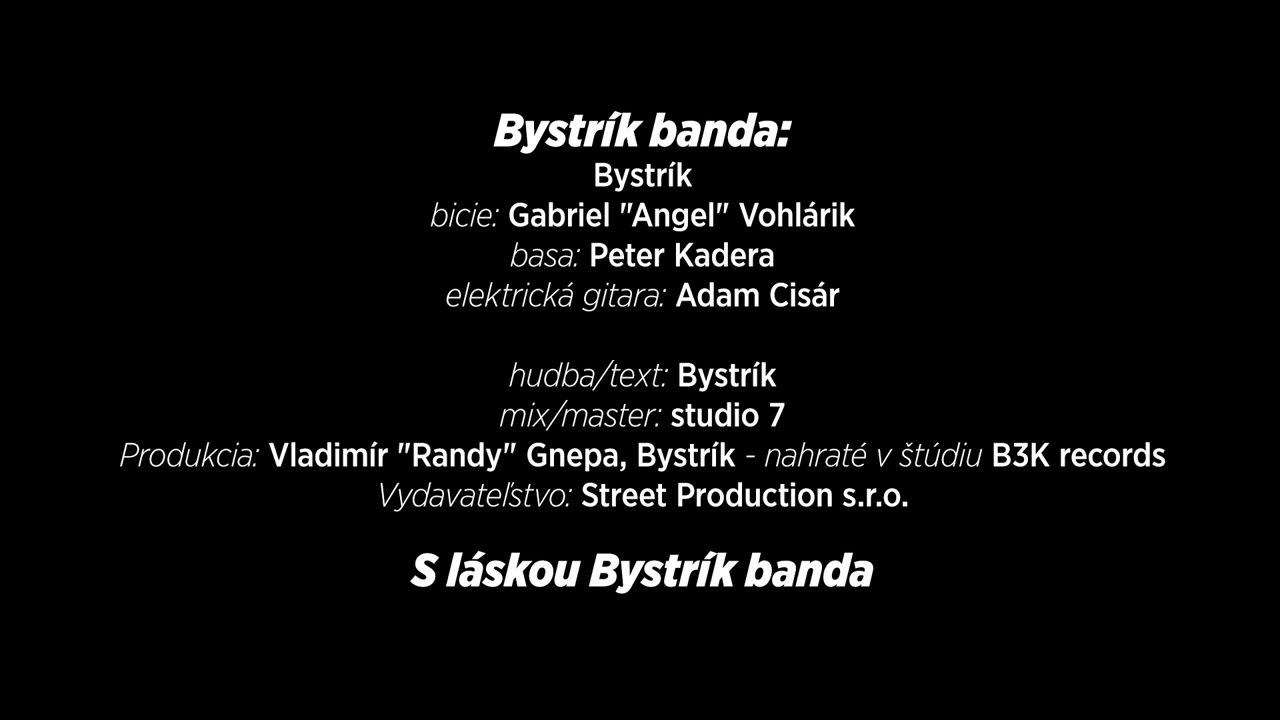 Bystrík banda:
Bystrík
bicie: Gabriel "Angel" Vohlárik
basa: Peter Kadera
elektrická gitara: Adam Cisár
hudba/text: Bystrík
mix/master: studio 7
Produkcia: Vladimír "Randy" Gnepa, Bystrík - nahraté v štúdiu B3K records
Vydavateľstvo: Street Production s.r.o.
S láskou Bystrík banda